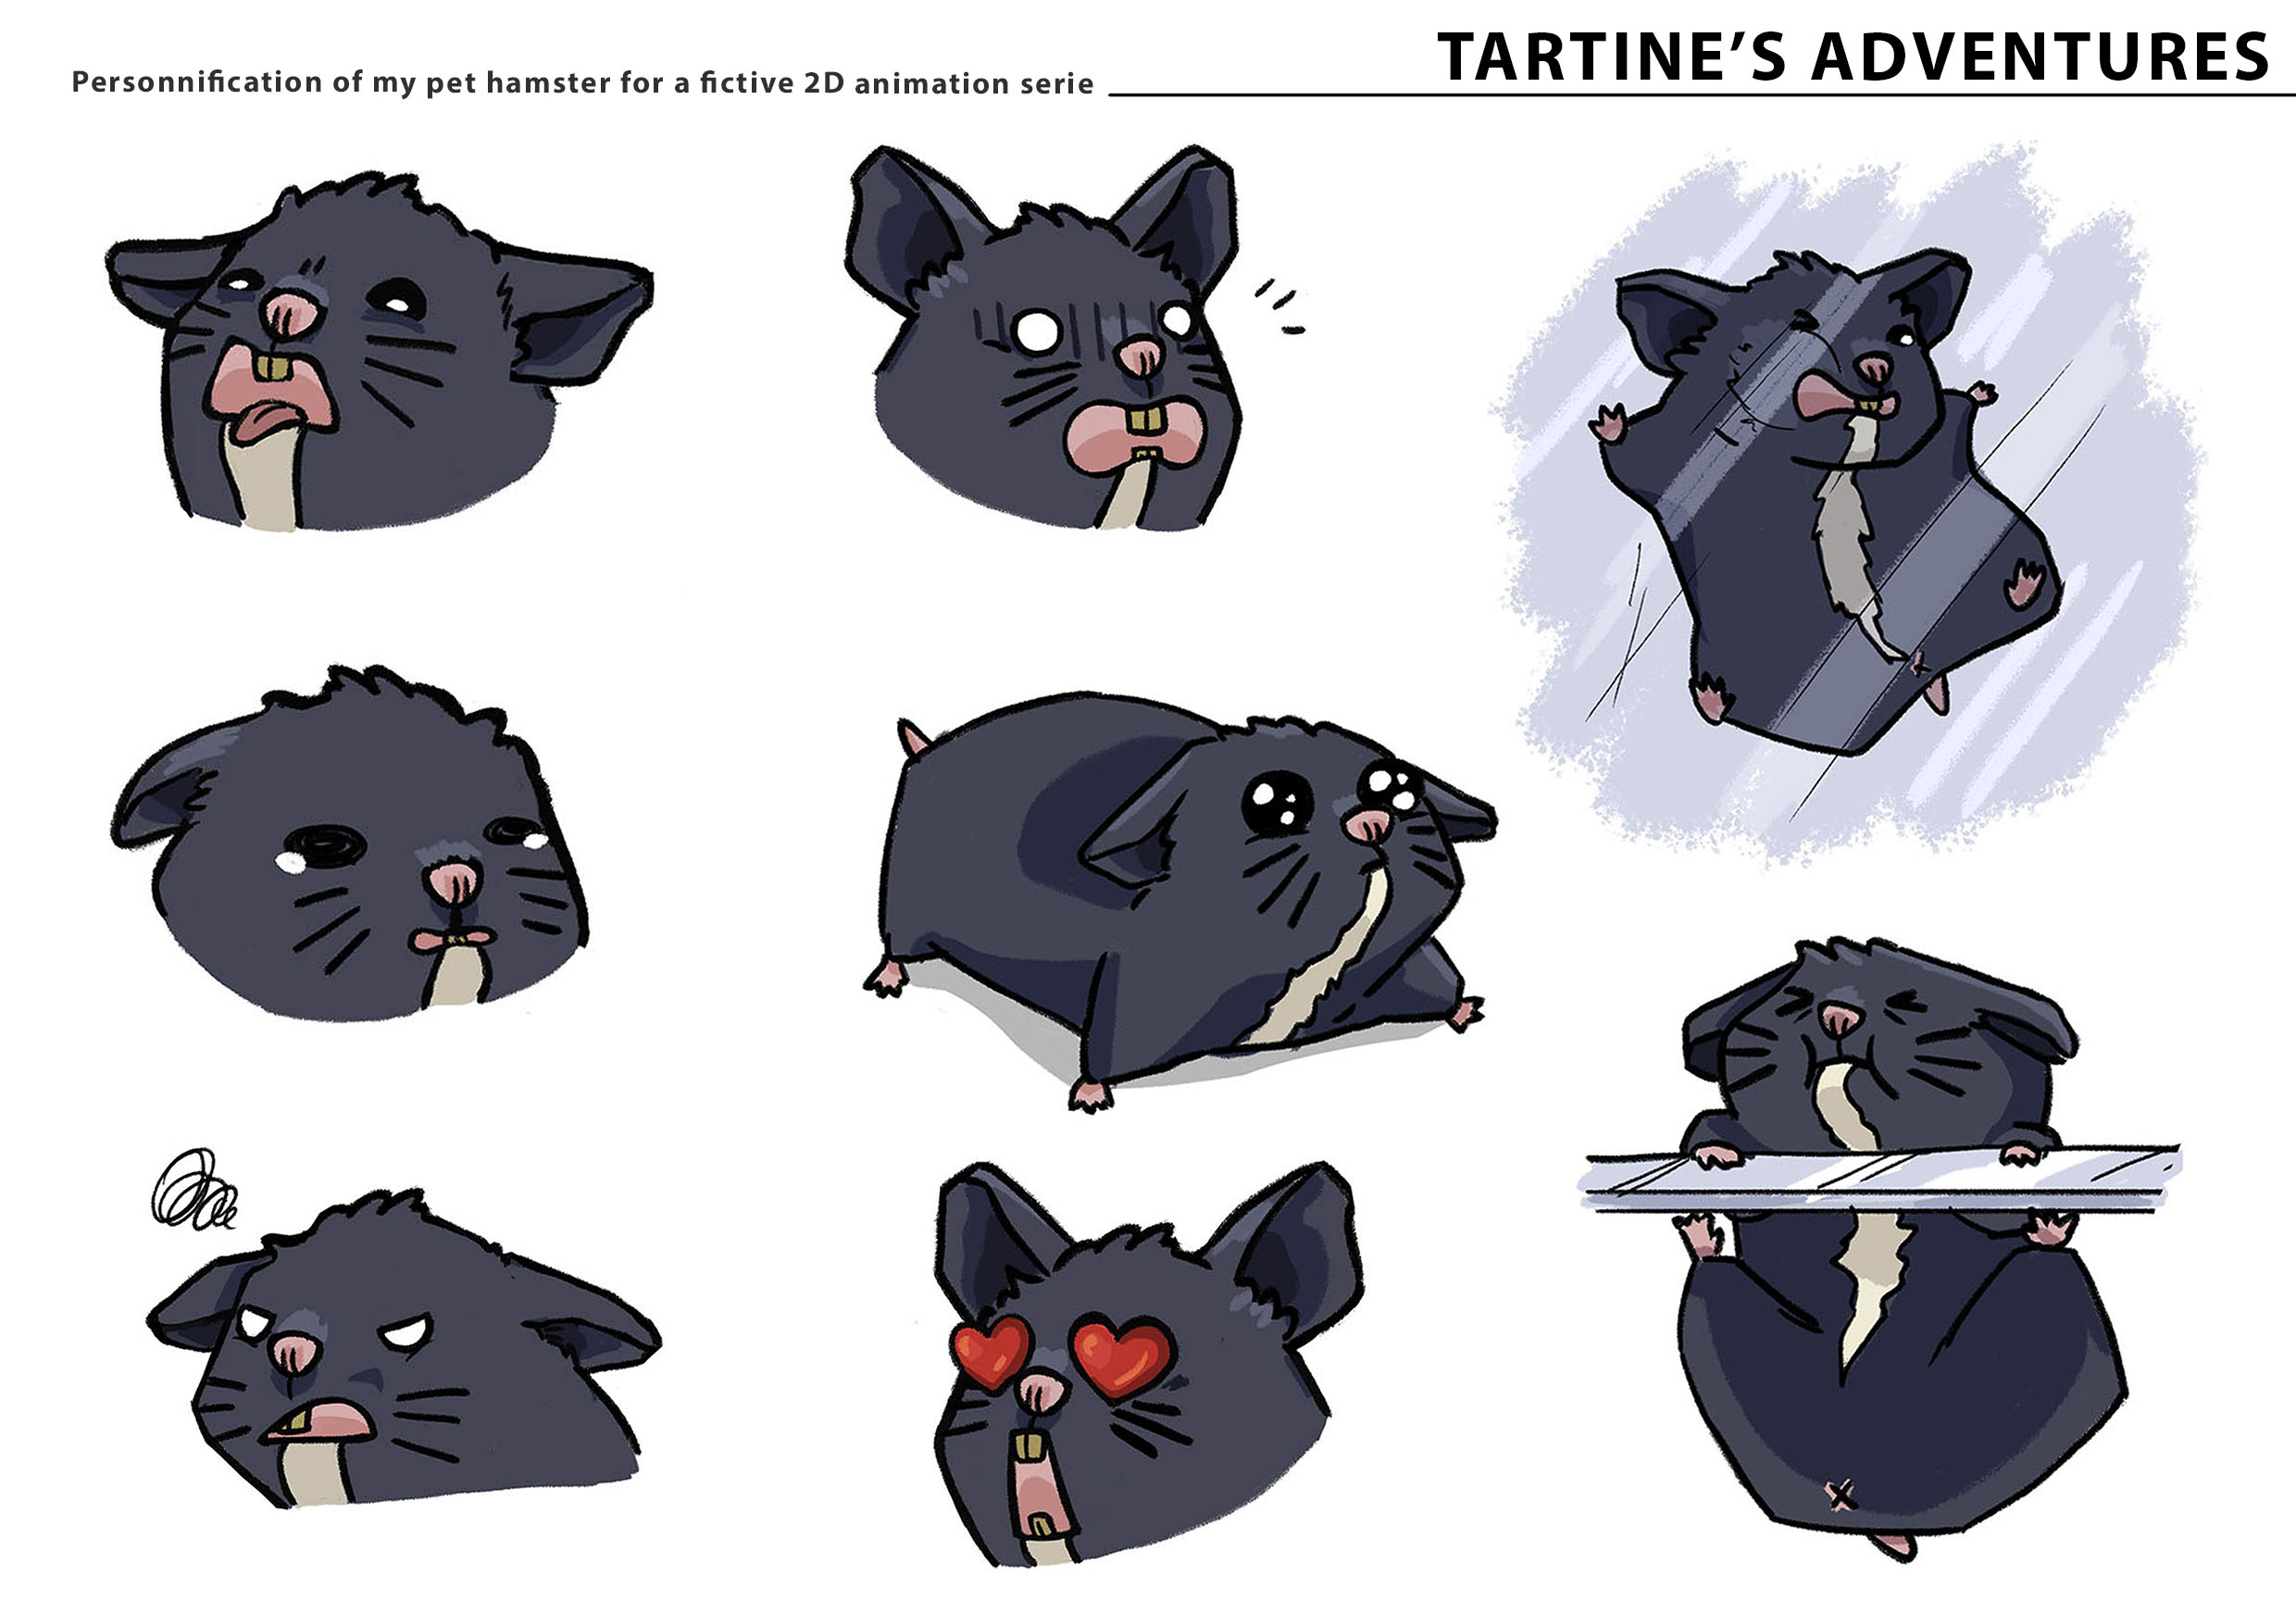 TARTINE’S ADVENTURES
Personnification of my pet hamster for a fictive 2D animation serie